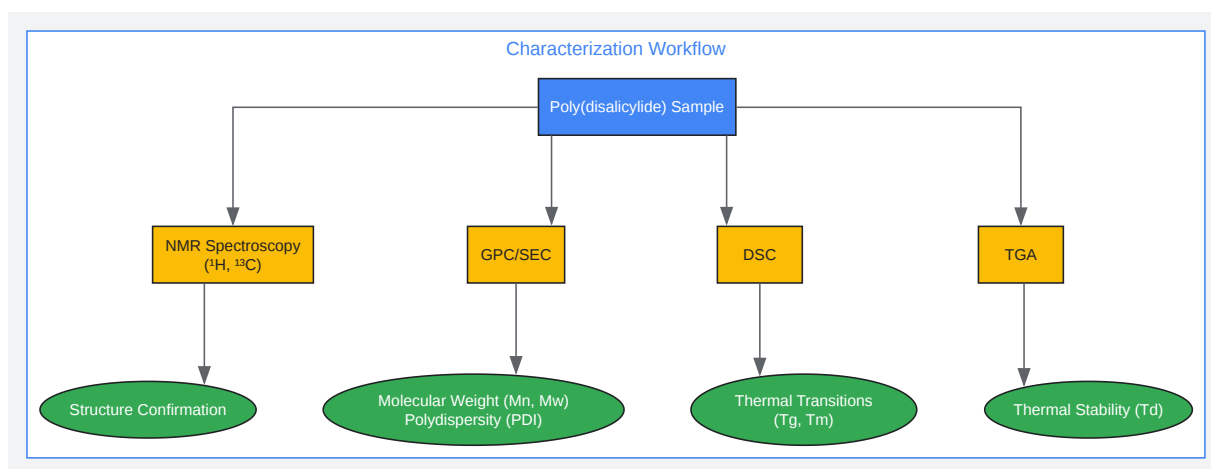 Characterization Workflow
Poly(disalicylide) Sample
NMR Spectroscopy
(¹H, ¹³C)
GPC/SEC
DSC
TGA
Structure Confirmation
Molecular Weight (Mn, Mw)
Polydispersity (PDI)
Thermal Transitions
(Tg, Tm)
Thermal Stability (Td)